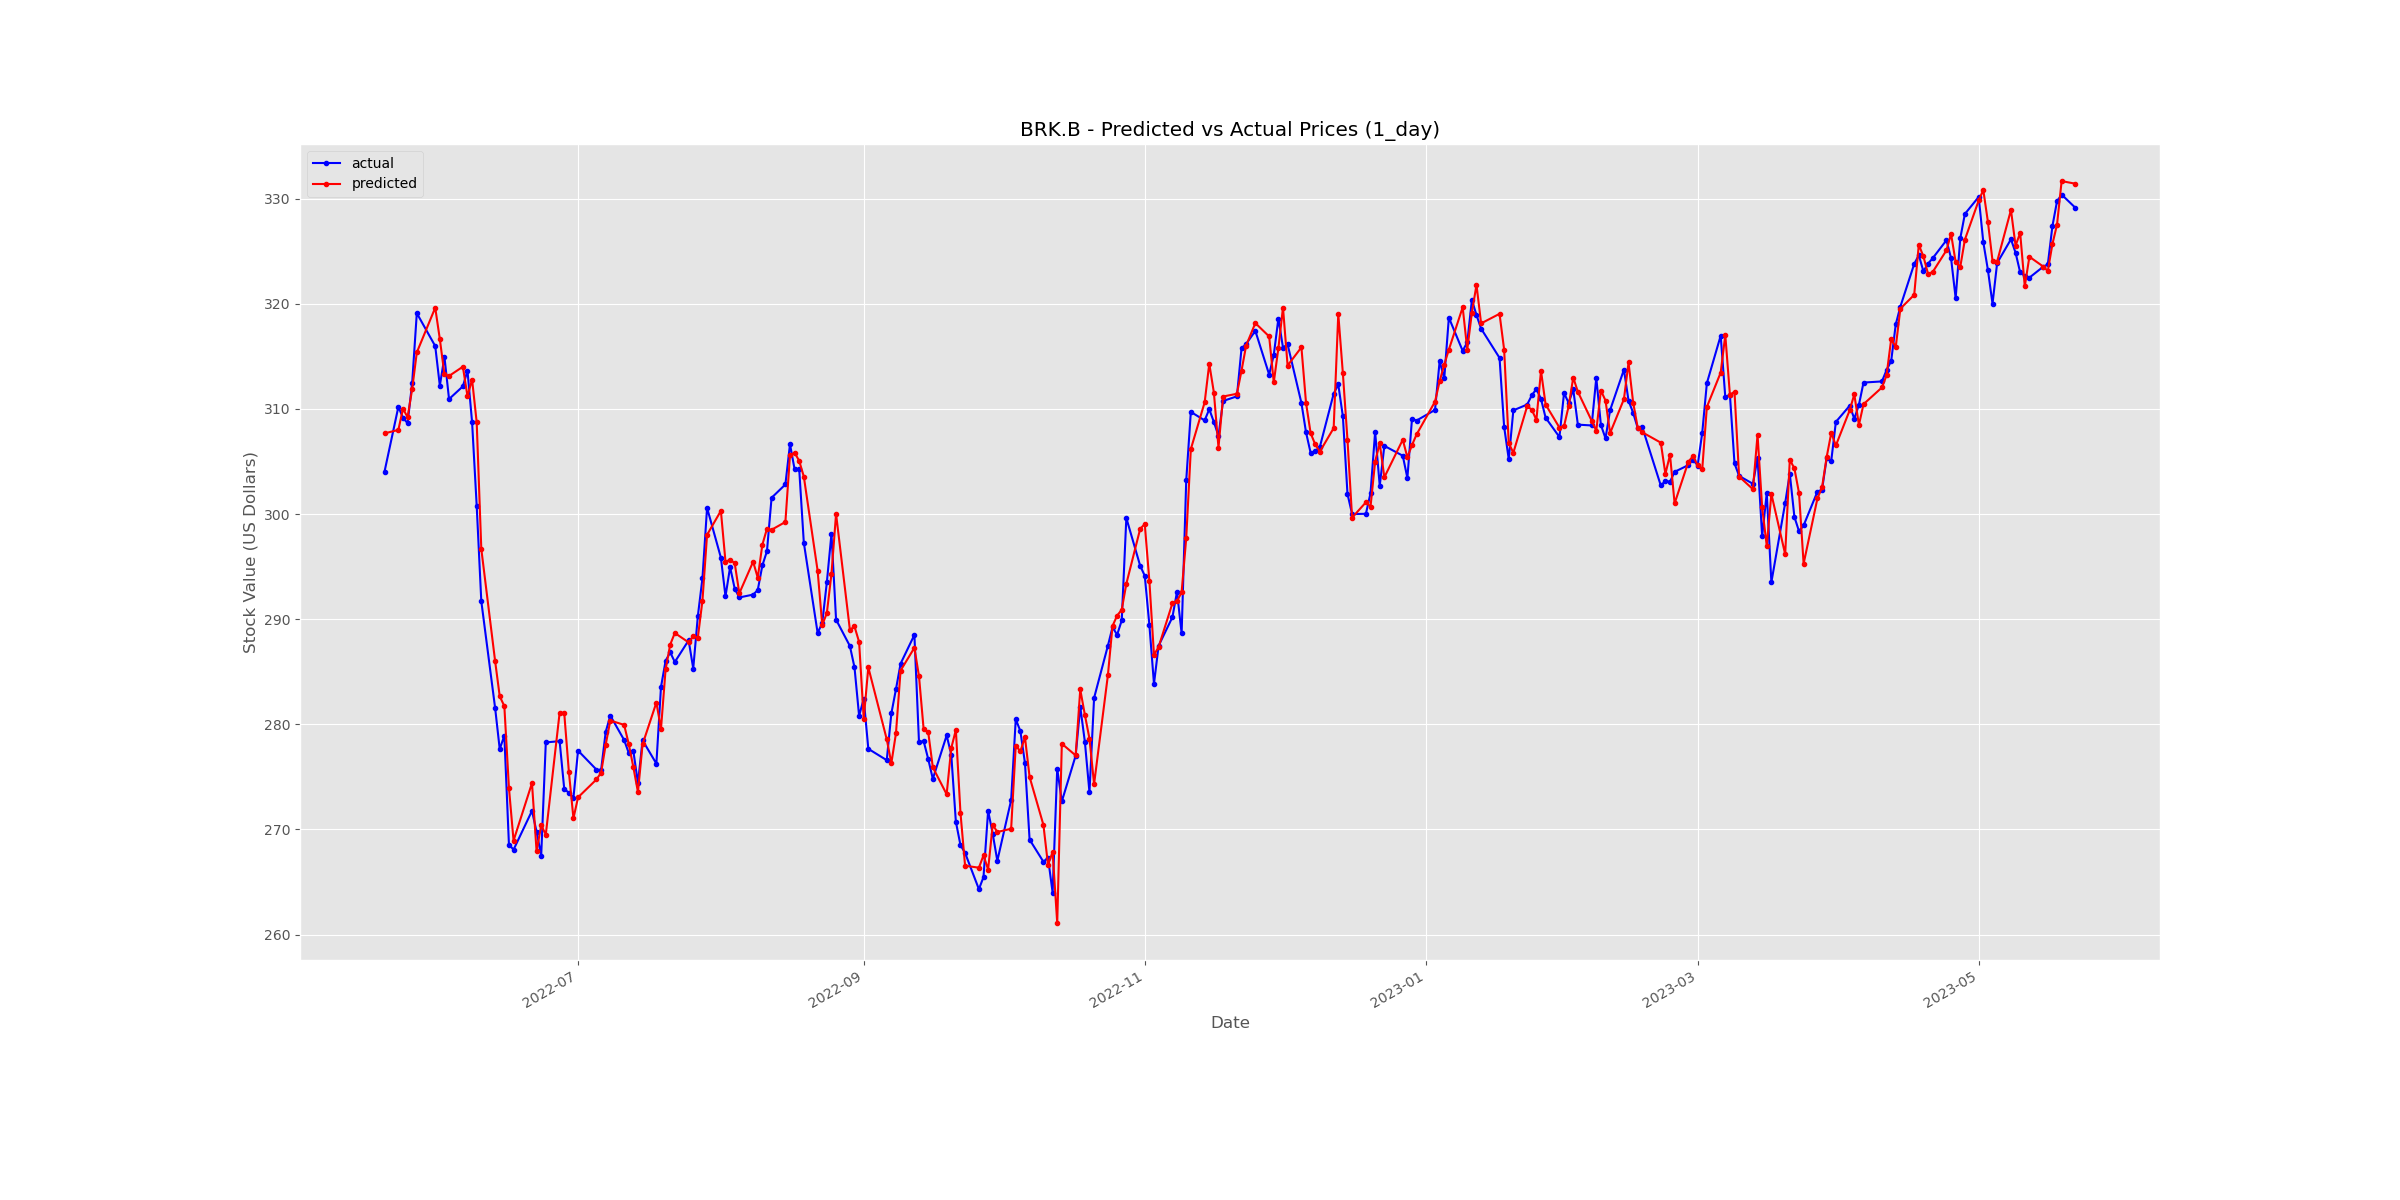 BRK.B - Predicted vs Actual Prices (1_day)
actual
predicted
330
320
310
300
290
280
270
260
Stock Value (US Dollars)
2022-07
2022-09
2022-11
2023-01
2023-03
2023-05
Date